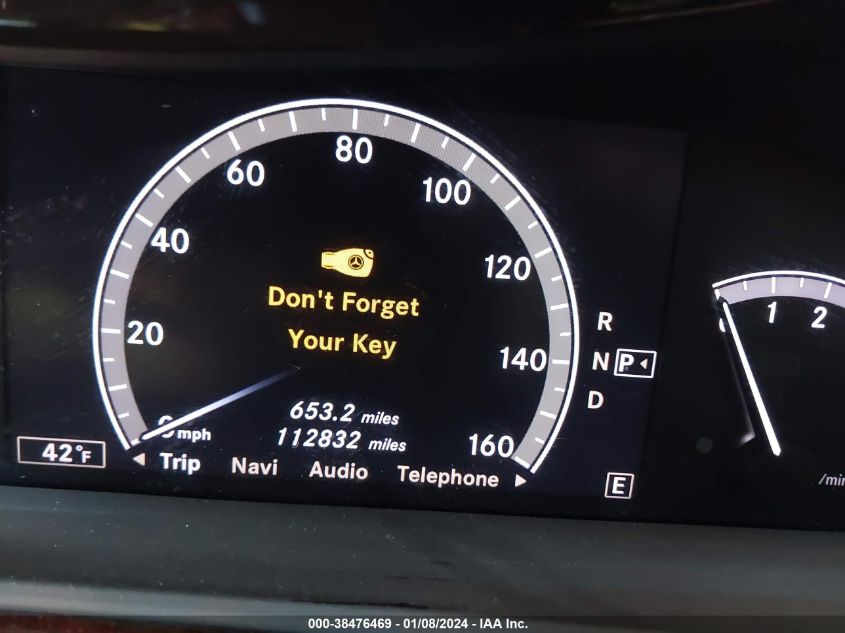 80
60
100
40
120
Don't Forget
Your Key
R
1
2
20
140
N P
D
653.2 miles
mph
112832 miles
160
42°F
Trip Navi Audio Telephone
E
000-38476469 - 01/08/2024 - IAA Inc.